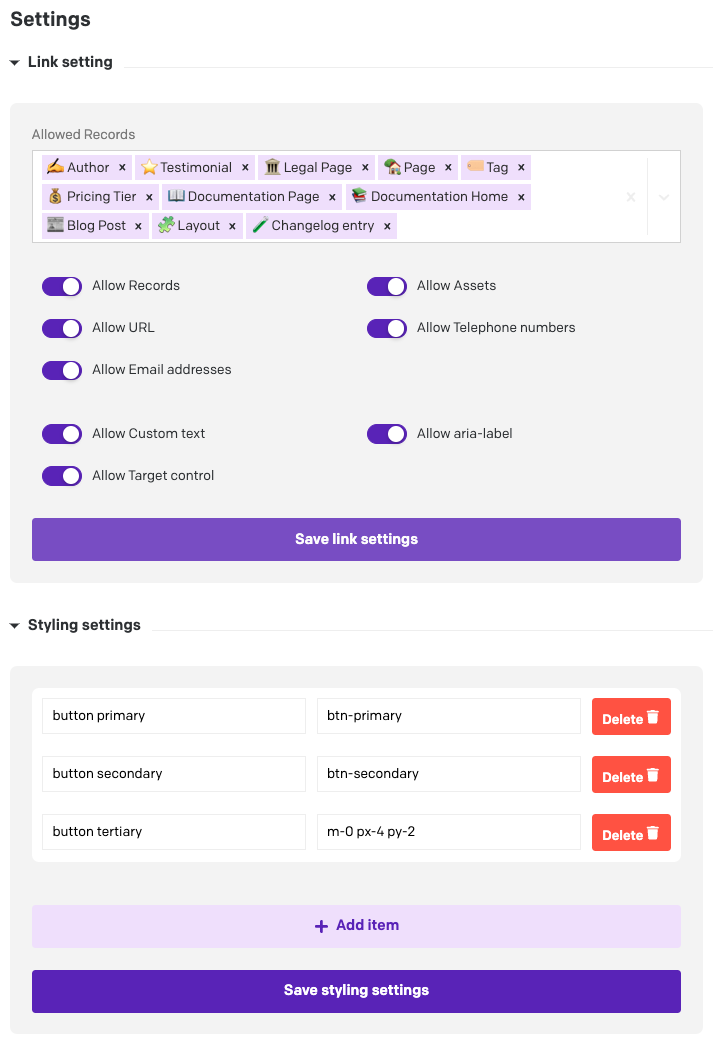 Settings
Link setting
Allowed Records
Author × Testimonial × Legal Page × Page × Tag ×
Pricing Tier × Documentation Page × Documentation Home ×
Blog Post × Layout × Changelog entry ×
Allow Records Allow Assets
Allow URL Allow Telephone numbers
Allow Email addresses
Allow Custom text Allow aria-label
Allow Target control
Save link settings
Styling settings
button primary btn-primary Delete
button secondary btn-secondary Delete
button tertiary m-0 px-4 py-2 Delete
+ Add item
Save styling settings